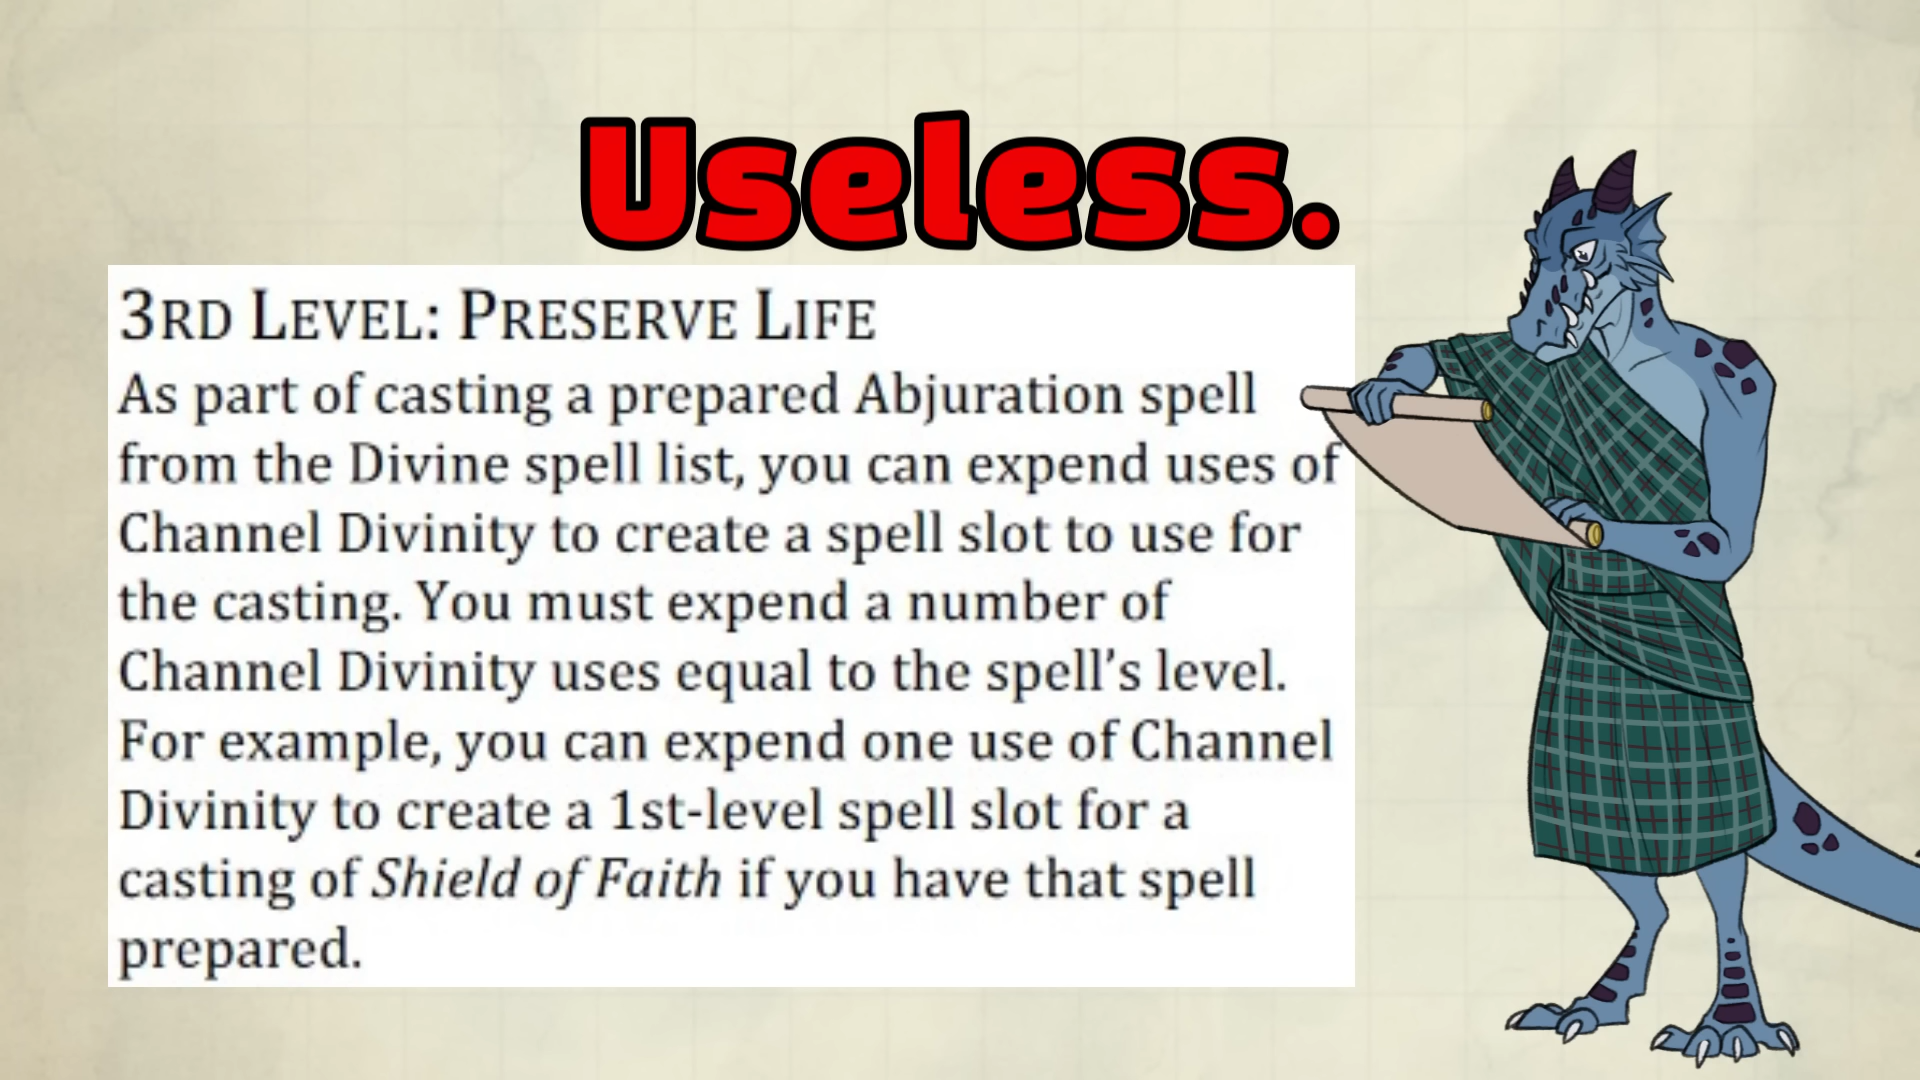 Useless.
3RD LEVEL: PRESERVE LIFE
As part of casting a prepared Abjuration spell
from the Divine spell list, you can expend uses of
Channel Divinity to create a spell slot to use for
the casting. You must expend a number of
Channel Divinity uses equal to the spell’s level.
For example, you can expend one use of Channel
Divinity to create a 1st-level spell slot for a
casting of Shield of Faith if you have that spell
prepared.